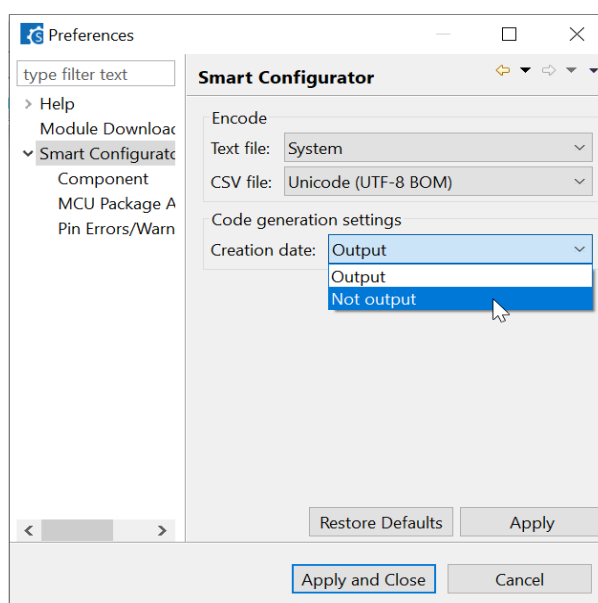 Preferences
type filter text
Smart Configurator
Help
Module Downloac
Smart Configuratc
Component
MCU Package A
Pin Errors/Warn
Encode
Text file: System
CSV file: Unicode (UTF-8 BOM)
Code generation settings
Creation date: Output
Output
Not output
Restore Defaults
Apply
Apply and Close
Cancel